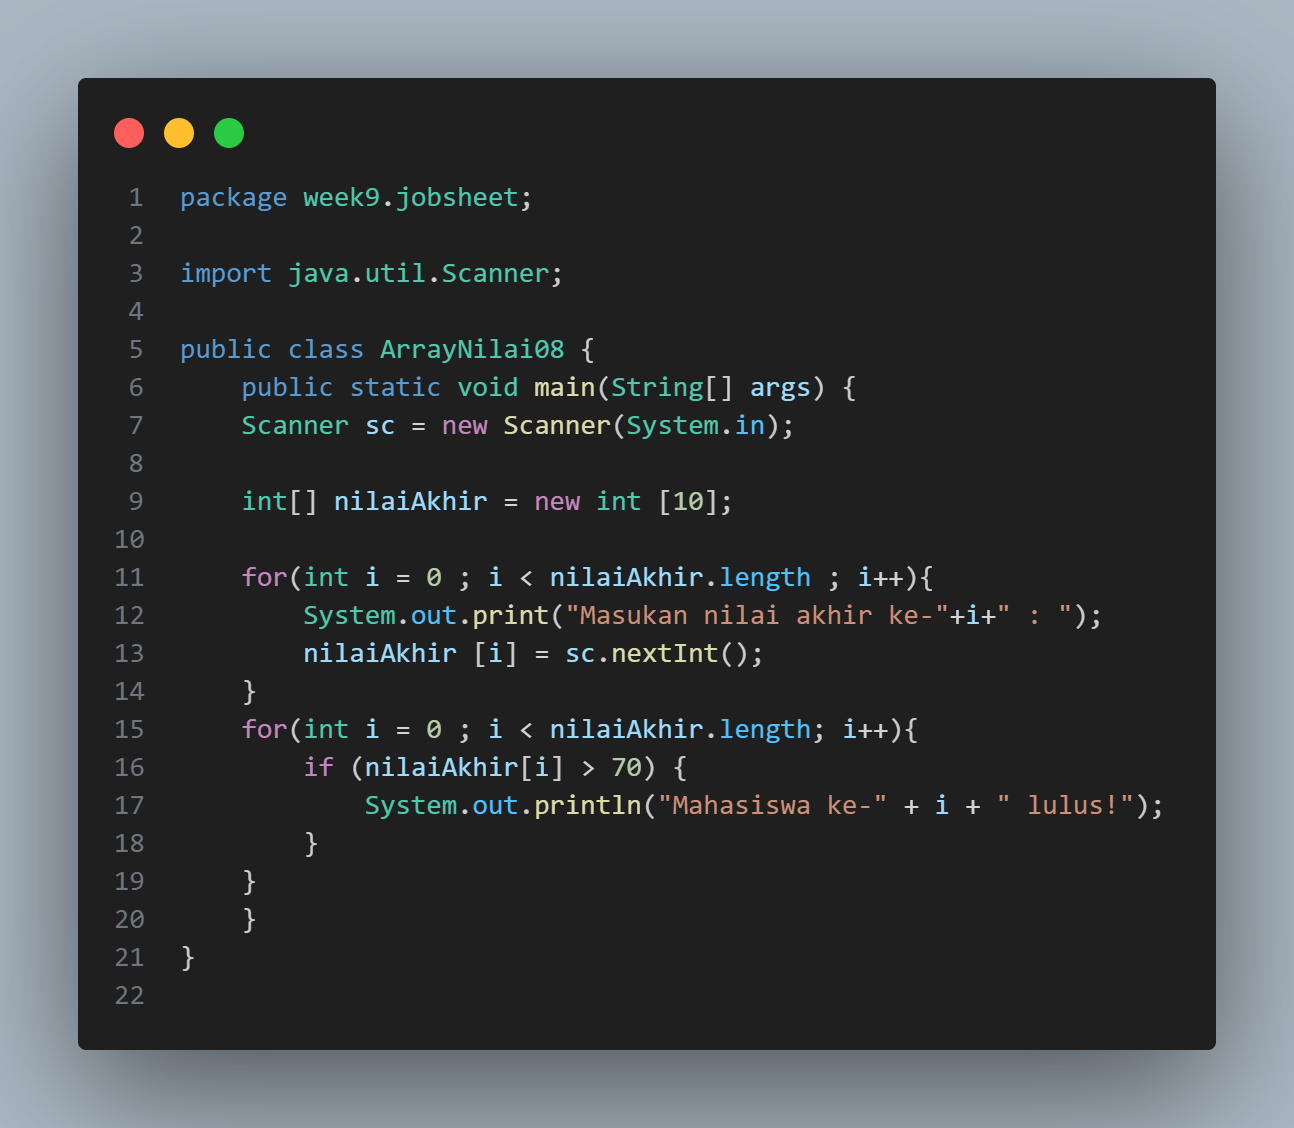 1 package week9.jobsheet;
2
3 import java.util.Scanner;
4
5 public class ArrayNilai08 {
6     public static void main(String[] args) {
7     Scanner sc = new Scanner(System.in);
8
9     int[] nilaiAkhir = new int [10];
10
11     for(int i = 0 ; i < nilaiAkhir.length ; i++){
12         System.out.print("Masukan nilai akhir ke-"+i+" : ");
13         nilaiAkhir [i] = sc.nextInt();
14     }
15     for(int i = 0 ; i < nilaiAkhir.length; i++){
16         if (nilaiAkhir[i] > 70) {
17             System.out.println("Mahasiswa ke-" + i + " lulus!");
18         }
19     }
20     }
21 }
22